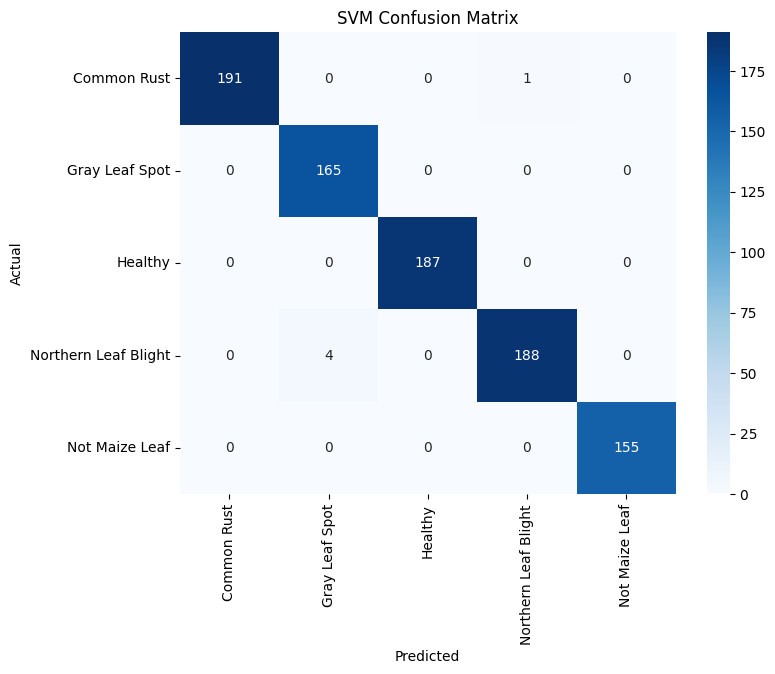 SVM Confusion Matrix
Common Rust 191 0 0 1 0
Gray Leaf Spot 0 165 0 0 0
Healthy 0 0 187 0 0
Northern Leaf Blight 0 4 0 188 0
Not Maize Leaf 0 0 0 0 155
Actual
Common Rust
Gray Leaf Spot
Healthy
Northern Leaf Blight
Not Maize Leaf
Predicted
175
150
125
100
75
50
25
0